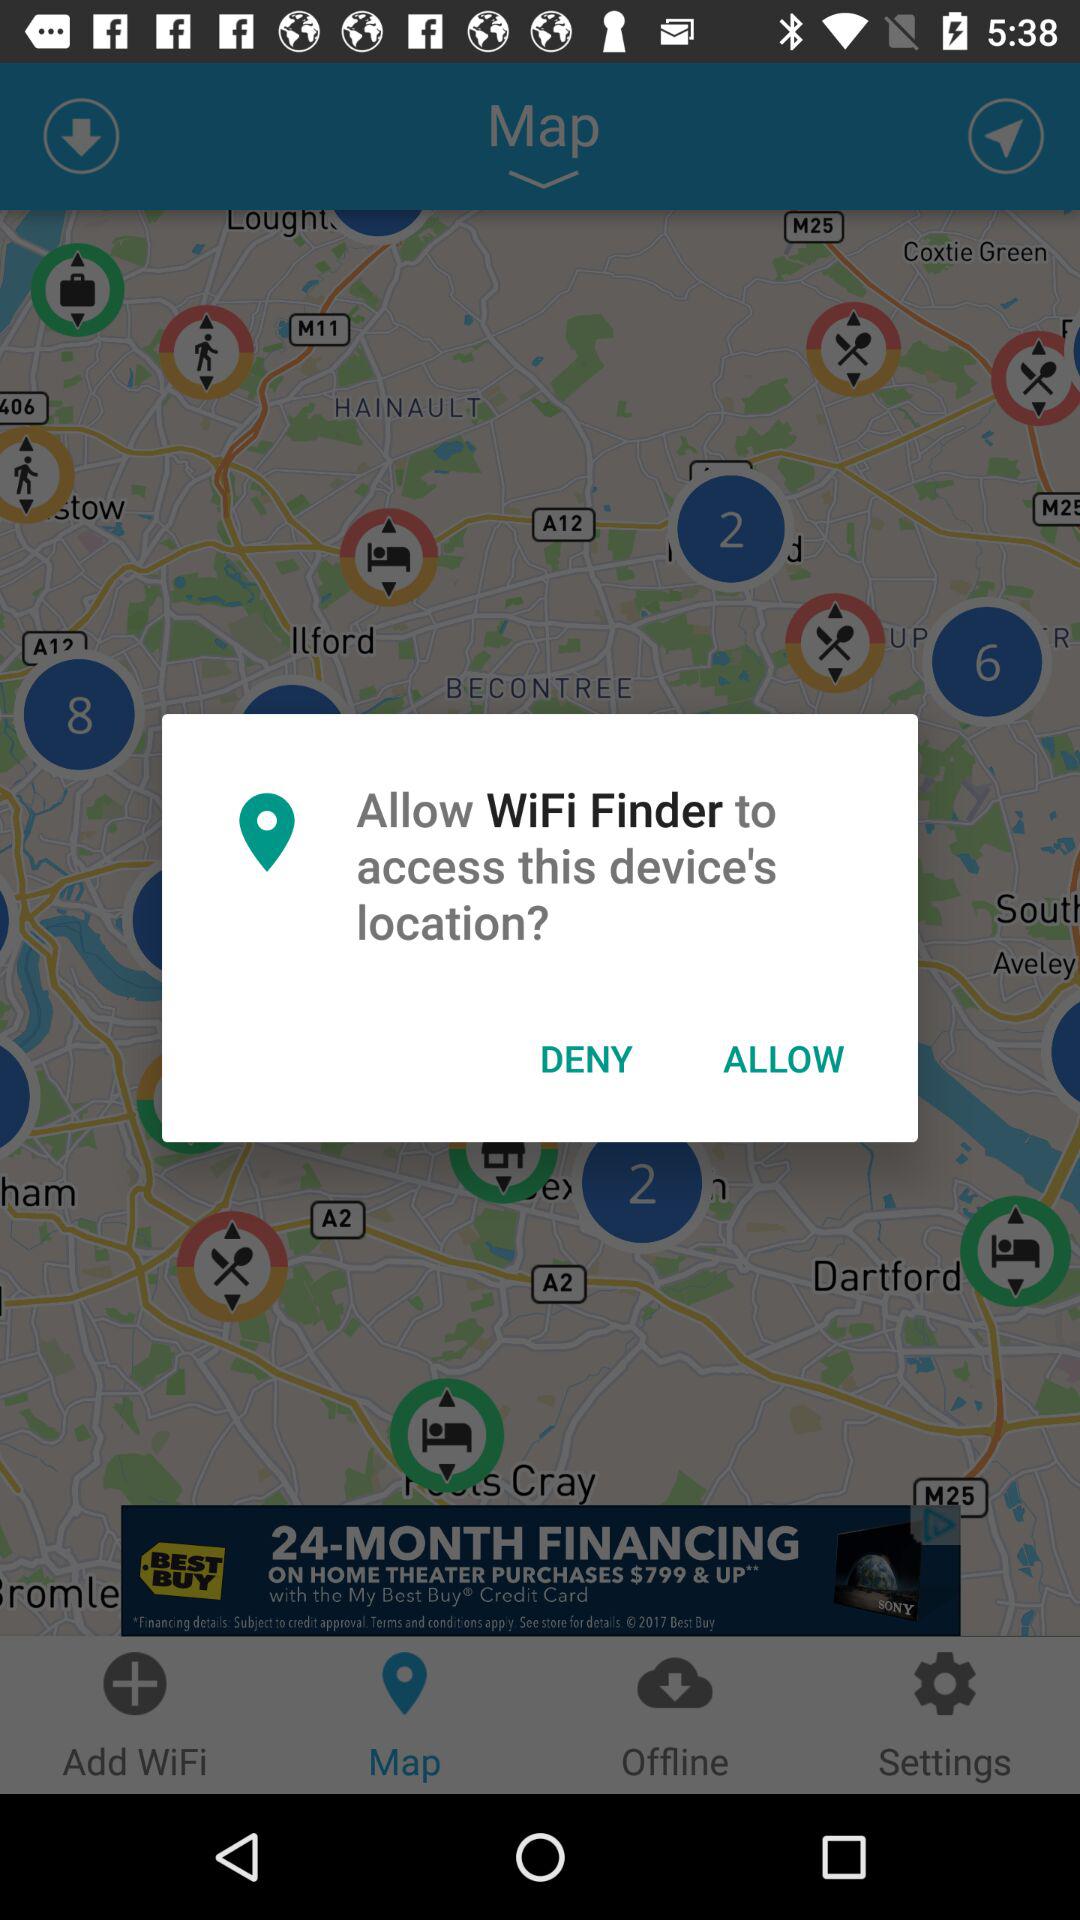 5:38
Map
M25
Coxtie Green
M11
406
HAINAULT
M25
A12
2
Ilford
A12
6
8
BECONTREE
Allow WiFi Finder to
access this device's
location?
South
Aveley
DENY ALLOW
ham
2
A2
A2
Dartford
s Cray
M25
BEST
BUY
24-MONTH FINANCING
ON HOME THEATER PURCHASES $799 & UP**
with the My Best Buy® Credit Card
SONY
*Financing details: Subject to credit approval. Terms and conditions apply. See store for details. © 2017 Best Buy
Bromle
Add WiFi Map Offline Settings